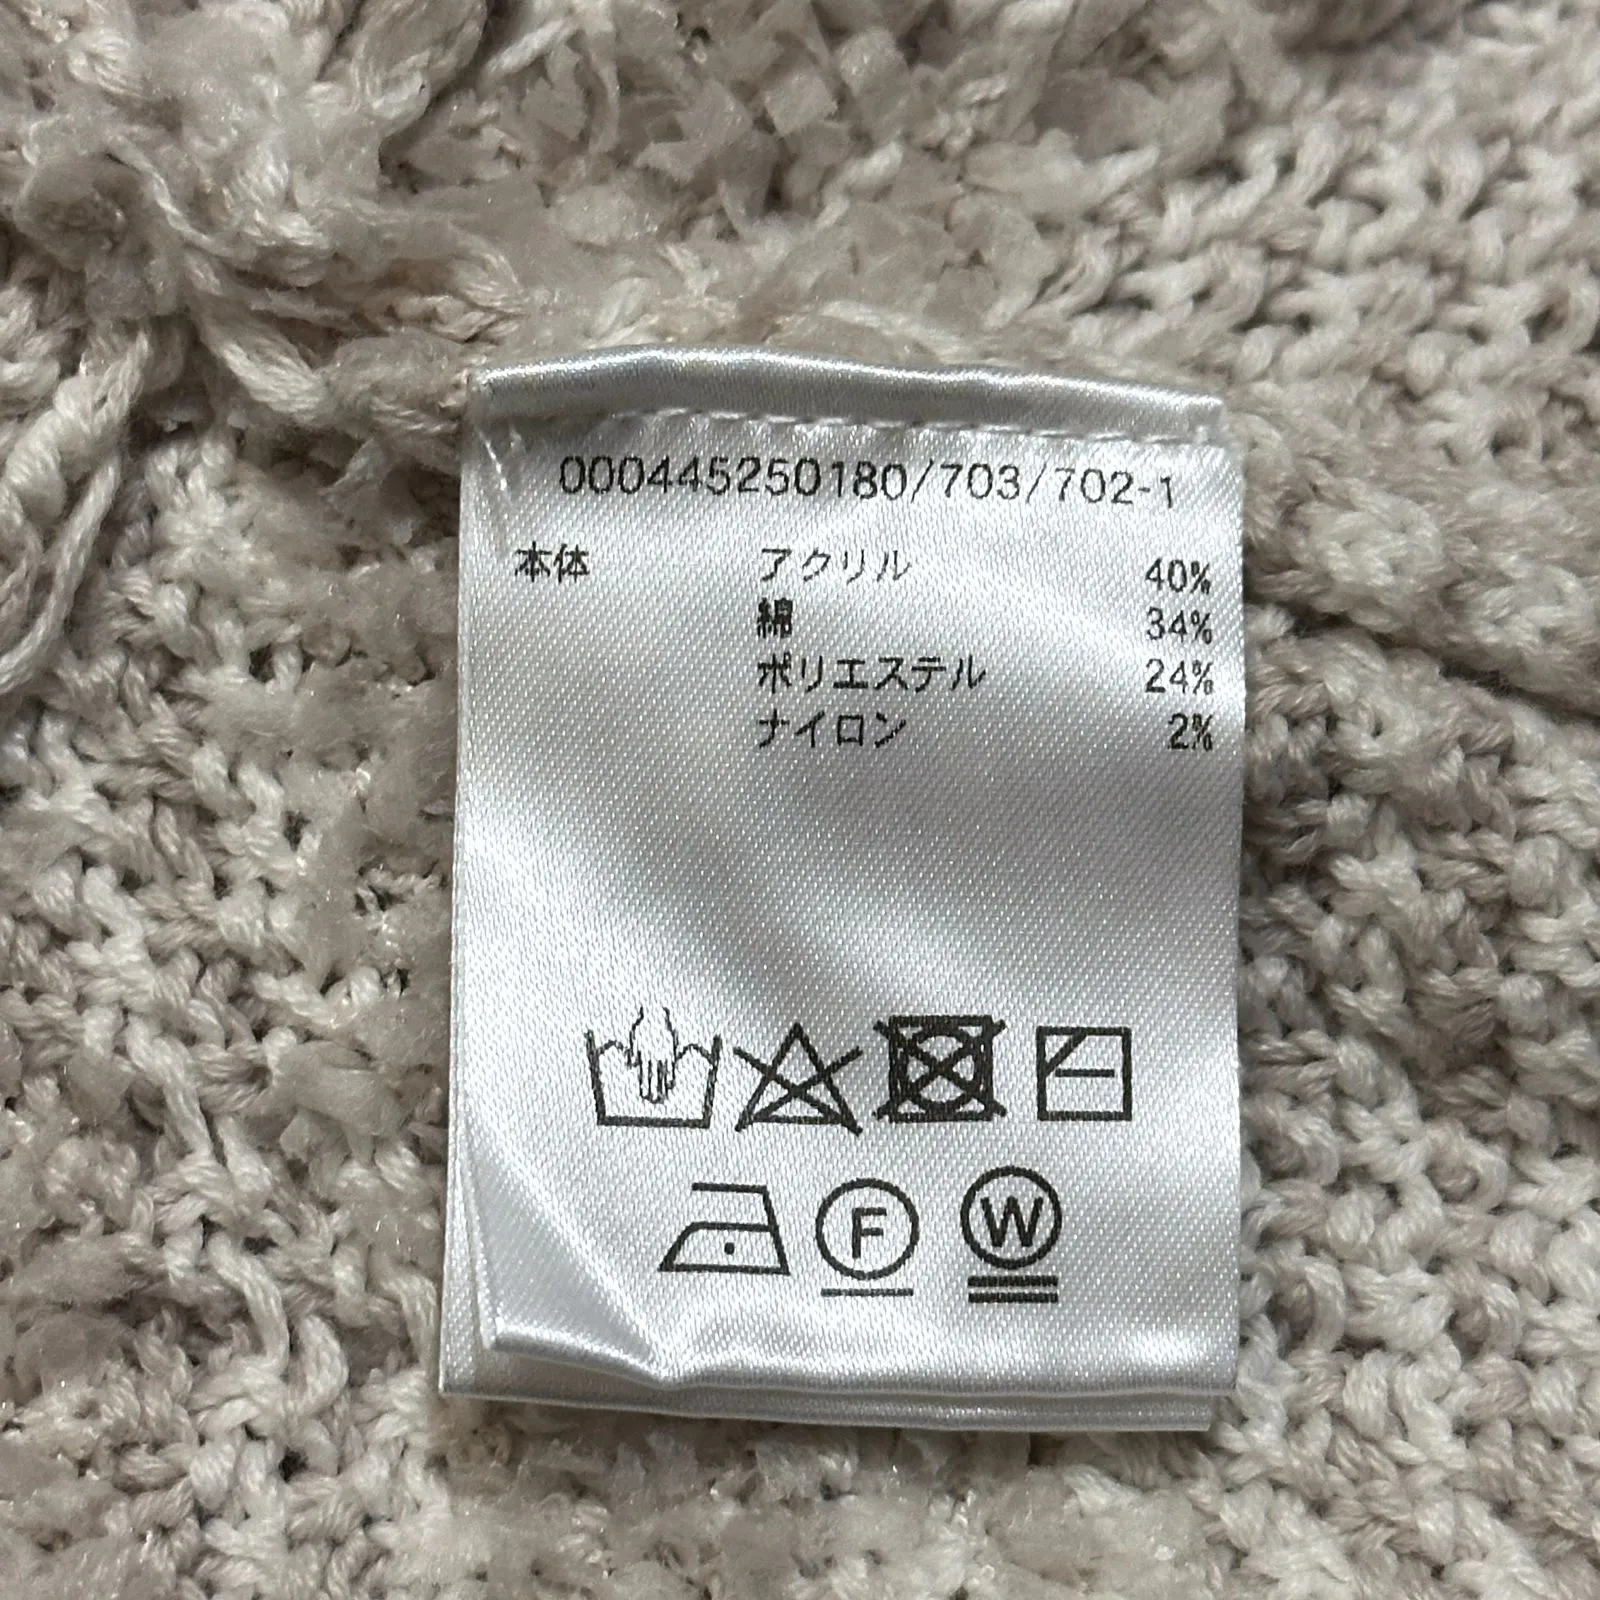 000445250180/703/702-1
本体 アクリル 40%
綿 34%
ポリエステル 24%
ナイロン 2%
F W